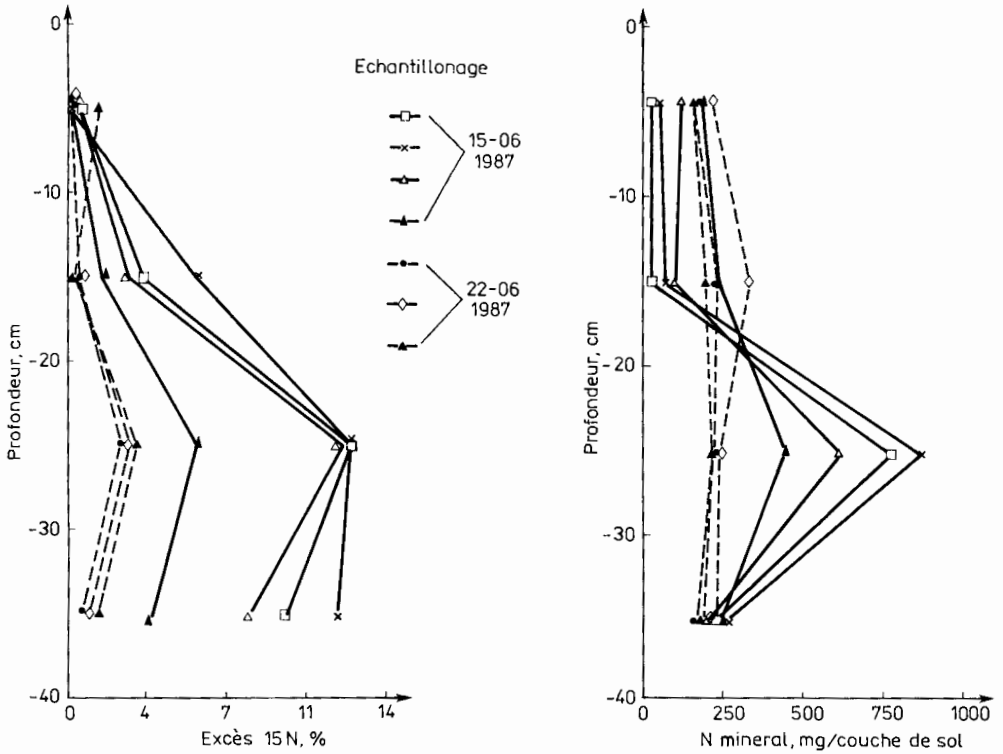 0
-10
-20
-30
-40
Profondeur, cm
0 4 7 11 14
Excès 15N, %
Echantillonage
15-06
1987
22-06
1987
0
-10
-20
-30
-40
Profondeur, cm
0 250 500 750 1000
N mineral, mg/couche de sol